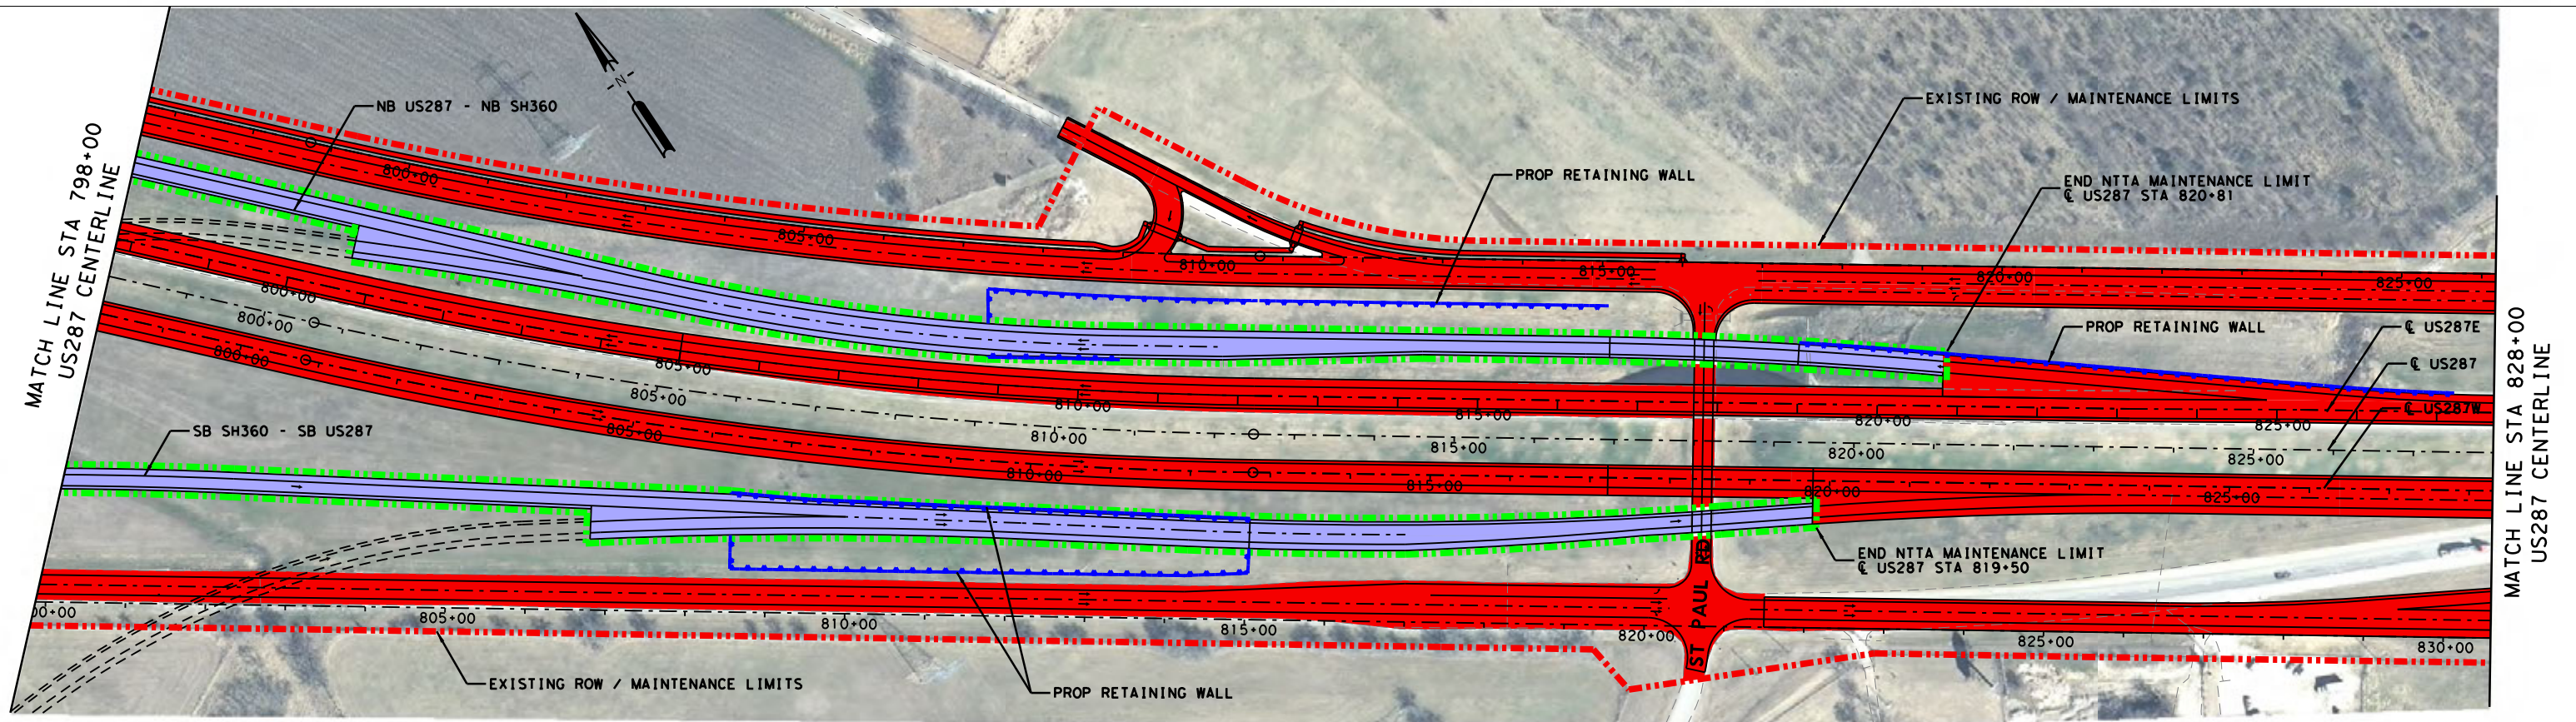 MATCH LINE STA 798+00
US287 CENTERLINE
NB US287 - NB SH360
N
EXISTING ROW / MAINTENANCE LIMITS
PROP RETAINING WALL
END NTTA MAINTENANCE LIMIT
℄ US287 STA 820+81
800+00
805+00
810+00
815+00
820+00
825+00
PROP RETAINING WALL
℄ US287E
℄ US287
℄ US287W
800+00
805+00
810+00
815+00
820+00
825+00
800+00
805+00
810+00
815+00
820+00
825+00
800+00
805+00
810+00
815+00
820+00
825+00
SB SH360 - SB US287
END NTTA MAINTENANCE LIMIT
℄ US287 STA 819+50
ST PAUL RD
00+00
805+00
810+00
815+00
820+00
825+00
830+00
EXISTING ROW / MAINTENANCE LIMITS
PROP RETAINING WALL
MATCH LINE STA 828+00
US287 CENTERLINE